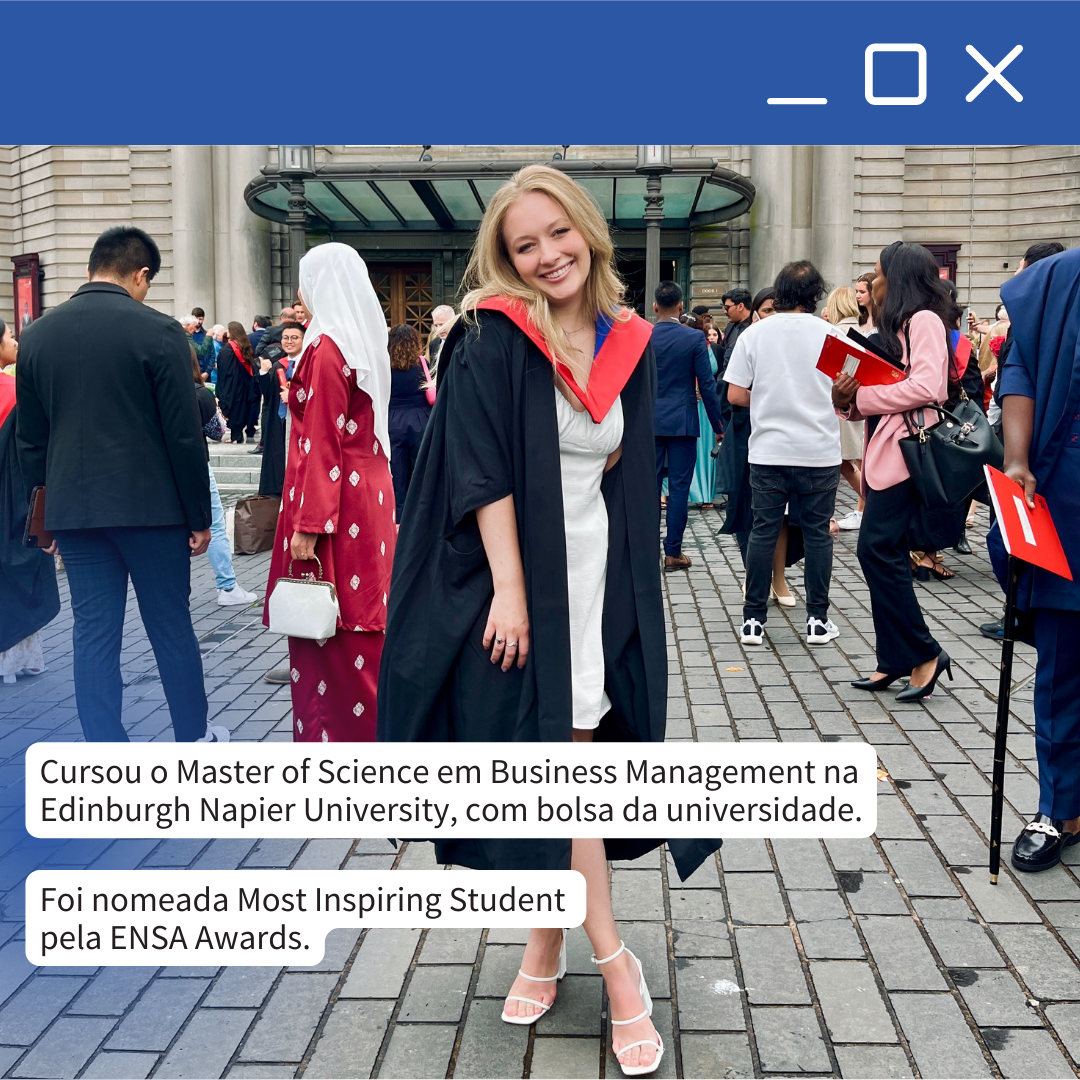 Cursou o Master of Science em Business Management na
Edinburgh Napier University, com bolsa da universidade.
Foi nomeada Most Inspiring Student
pela ENSA Awards.